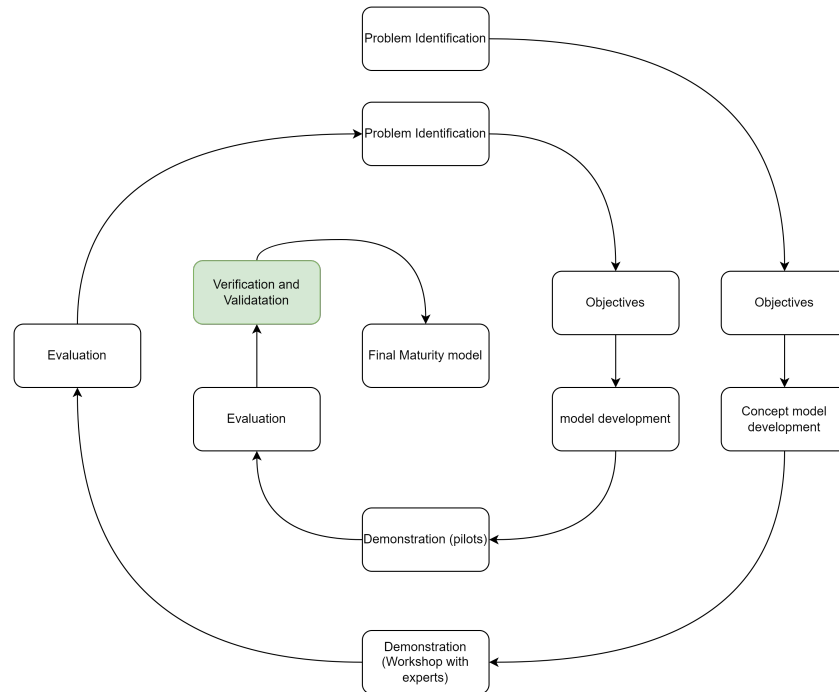 Problem Identification
Problem Identification
Verification and
Validatation
Objectives
Objectives
Evaluation
Final Maturity model
Evaluation
model development
Concept model
development
Demonstration (pilots)
Demonstration
(Workshop with
experts)